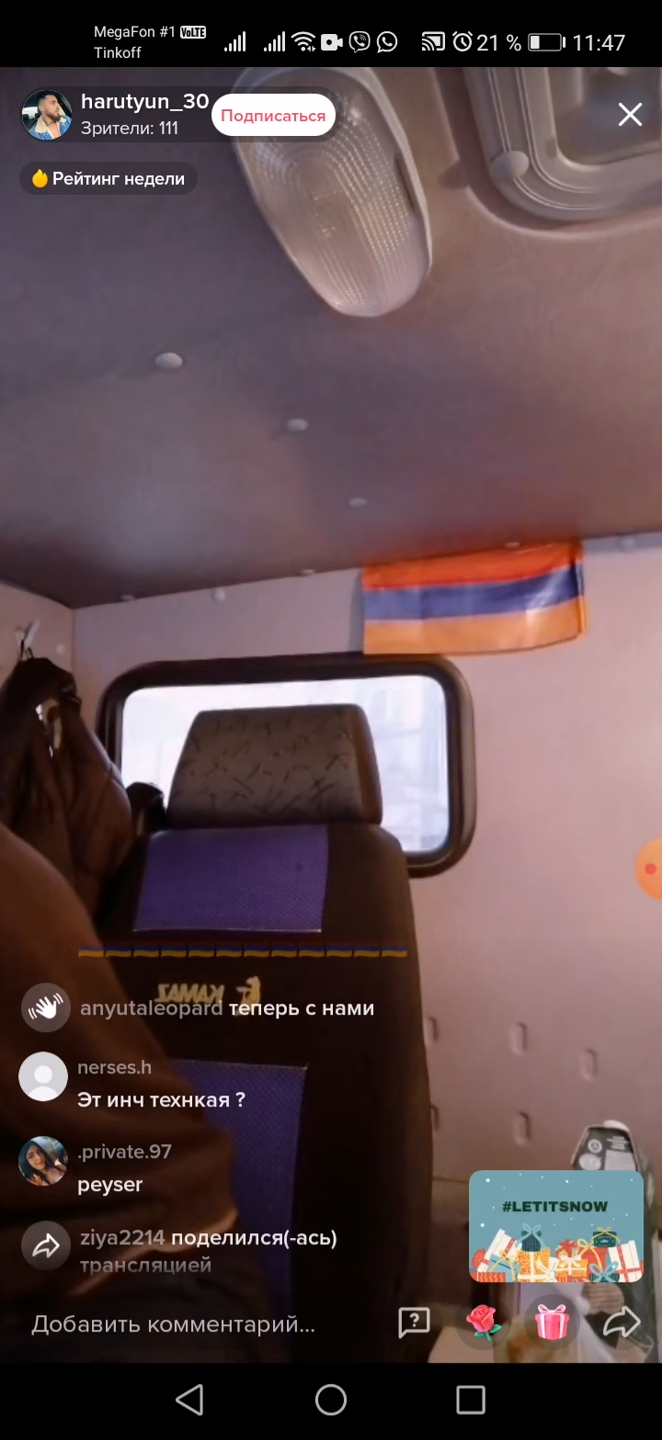 MegaFon #1 VoLTE
Tinkoff
21 %
11:47
harutyun_30
Зрители: 111
Подписаться
Рейтинг недели
KAMAZ
anyutaleopard теперь с нами
nerses.h
Эт инч технкая ?
.private.97
peyser
#LETITSNOW
ziya2214 поделился(-ась)
трансляцией
Добавить комментарий...